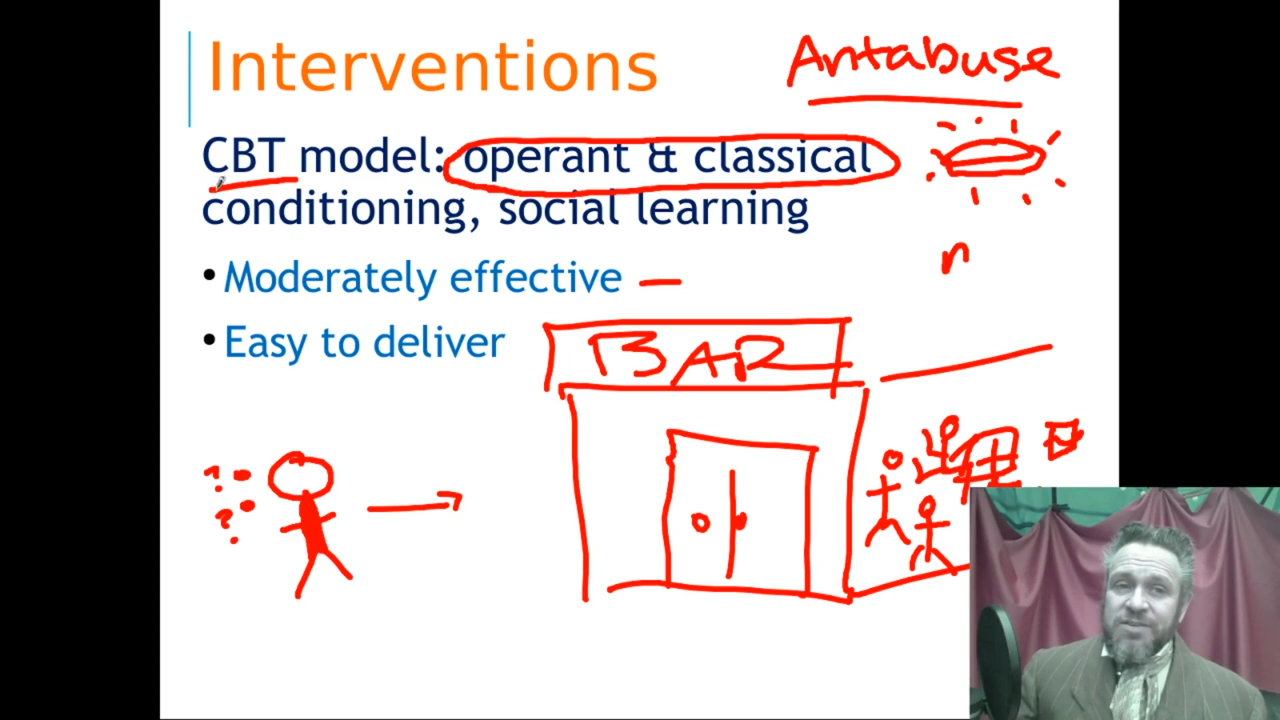 Interventions
Antabuse
CBT model: operant & classical
conditioning, social learning
• Moderately effective
n
• Easy to deliver
BAR
? ?